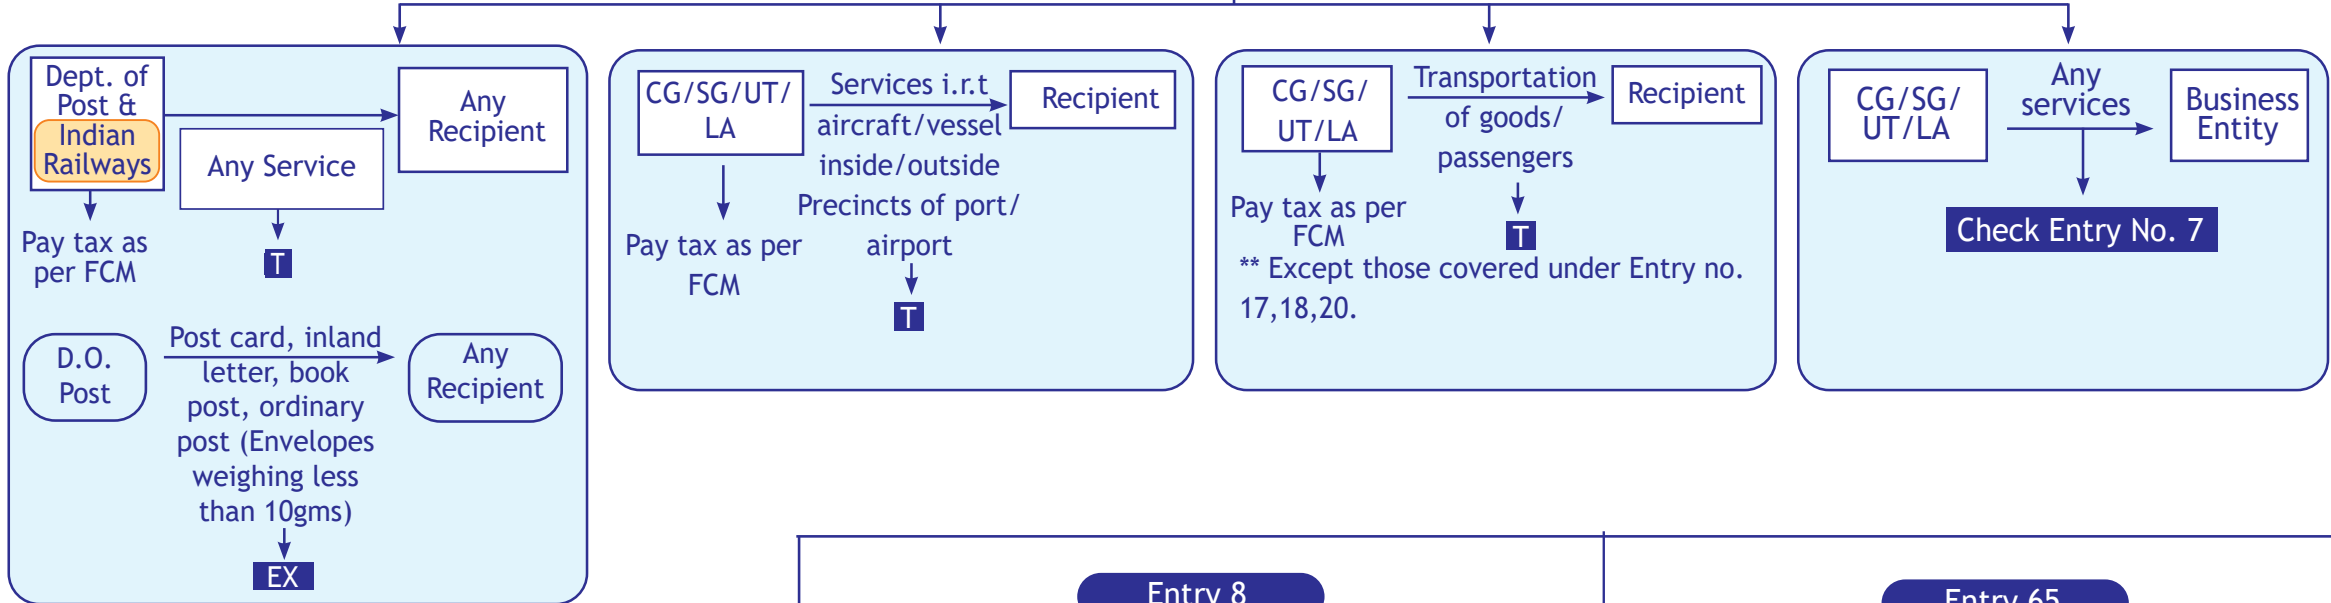 Dept. of
Post &
Indian
Railways
Any
Recipient
Any Service
Pay tax as
per FCM
T
D.O.
Post
Post card, inland
letter, book
post, ordinary
post (Envelopes
weighing less
than 10gms)
Any
Recipient
EX
CG/SG/UT/
LA
Services i.r.t
aircraft/vessel
inside/outside
Precincts of port/
airport
Recipient
Pay tax as per
FCM
T
CG/SG/
UT/LA
Transportation
of goods/
passengers
Recipient
Pay tax as per
FCM
T
** Except those covered under Entry no.
17,18,20.
CG/SG/
UT/LA
Any
services
Business
Entity
Check Entry No. 7
Entry 8
Entry 65